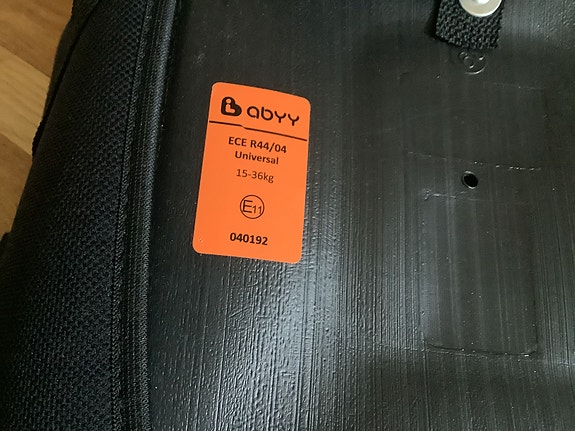 abyy
ECE R44/04
Universal
15-36kg
E11
040192